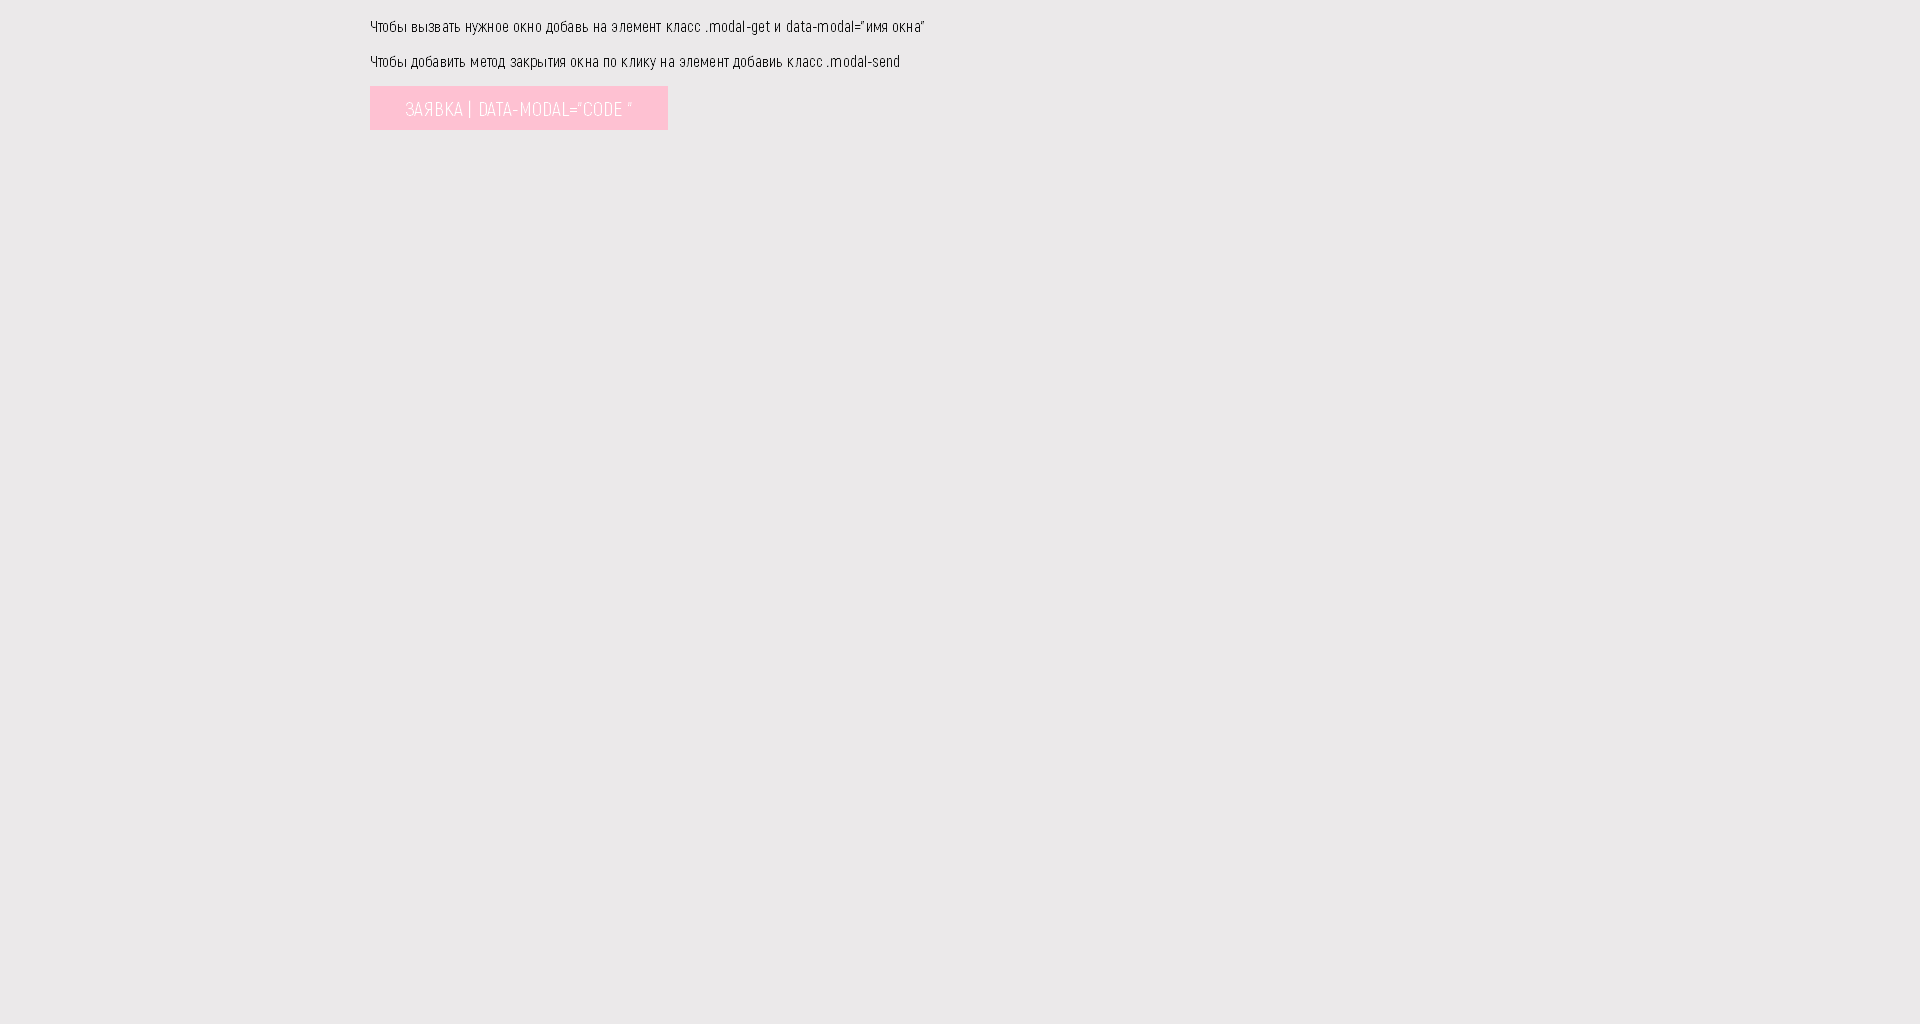 Чтобы вызвать нужное окно добавь на элемент класс .modal-get и data-modal="имя окна"
Чтобы добавить метод закрытия окна по клику на элемент добавиь класс .modal-send
ЗАЯВКА | DATA-MODAL="CODE "